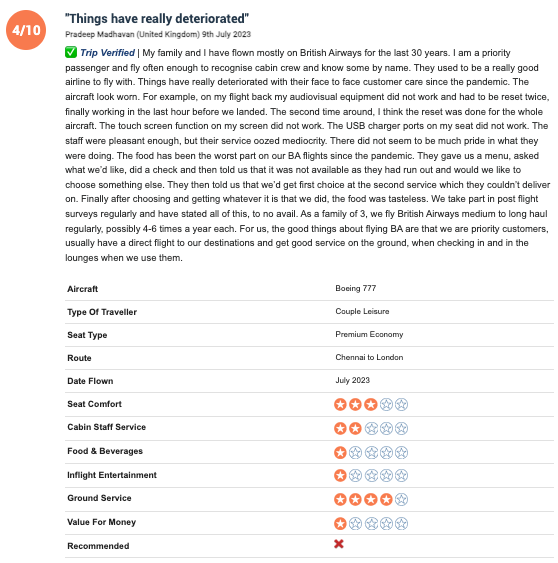 4/10
"Things have really deteriorated"
Pradeep Madhavan (United Kingdom) 9th July 2023
Trip Verified | My family and I have flown mostly on British Airways for the last 30 years. I am a priority
passenger and fly often enough to recognise cabin crew and know some by name. They used to be a really good
airline to fly with. Things have really deteriorated with their face to face customer care since the pandemic. The
aircraft look worn. For example, on my flight back my audiovisual equipment did not work and had to be reset twice,
finally working in the last hour before we landed. The second time around, I think the reset was done for the whole
aircraft. The touch screen function on my screen did not work. The USB charger ports on my seat did not work. The
staff were pleasant enough, but their service oozed mediocrity. There did not seem to be much pride in what they
were doing. The food has been the worst part on our BA flights since the pandemic. They gave us a menu, asked
what we'd like, did a check and then told us that it was not available as they had run out and would we like to
choose something else. They then told us that we'd get first choice at the second service which they couldn't deliver
on. Finally after choosing and getting whatever it is that we did, the food was tasteless. We take part in post flight
surveys regularly and have stated all of this, to no avail. As a family of 3, we fly British Airways medium to long haul
regularly, possibly 4-6 times a year each. For us, the good things about flying BA are that we are priority customers,
usually have a direct flight to our destinations and get good service on the ground, when checking in and in the
lounges when we use them.
Aircraft Boeing 777
Type Of Traveller Couple Leisure
Seat Type Premium Economy
Route Chennai to London
Date Flown July 2023
Seat Comfort
Cabin Staff Service
Food & Beverages
Inflight Entertainment
Ground Service
Value For Money
Recommended